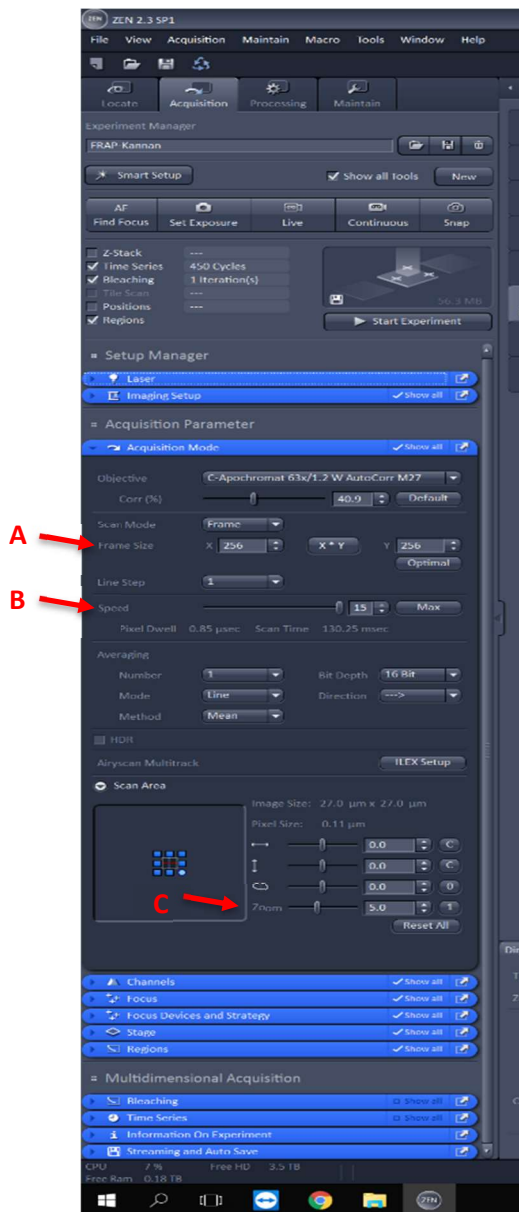 ZEN ZEN 2.3 SP1
File View Acquisition Maintain Macro Tools Window Help
Locate Acquisition Processing Maintain
Experiment Manager
FRAP Kannan
Smart Setup Show all Tools New
AF
Find Focus Set Exposure Live Continuous Snap
Z-Stack ---
Time Series 450 Cycles
Bleaching 1 Iteration(s)
Tile Scan ---
Positions --- 56.3 MB
Regions Start Experiment
Setup Manager
Laser
Imaging Setup Show all
Acquisition Parameter
Acquisition Mode Show all
Objective C-Apochromat 63x/1.2 W AutoCorr M27
Corr (%) 40.9 Default
Scan Mode Frame
A Frame Size X 256 X * Y Y 256
Optimal
Line Step 1
B Speed 15 Max
Pixel Dwell 0.85 µsec Scan Time 130.25 msec
Averaging
Number 1 Bit Depth 16 Bit
Mode Line Direction --->
Method Mean
HDR
Airyscan Multitrack ILEX Setup
Scan Area
Image Size: 27.0 µm x 27.0 µm
Pixel Size: 0.11 µm
0.0 C
0.0 C
0.0 0
C Zoom 5.0 1
Reset All
Channels Show all
Focus Show all
Focus Devices and Strategy Show all
Stage Show all
Regions Show all
Multidimensional Acquisition
Bleaching Show all
Time Series Show all
Information On Experiment
Streaming and Auto Save
CPU 7 % Free HD 3.5 TB
Free Ram 0.18 TB
ZEN